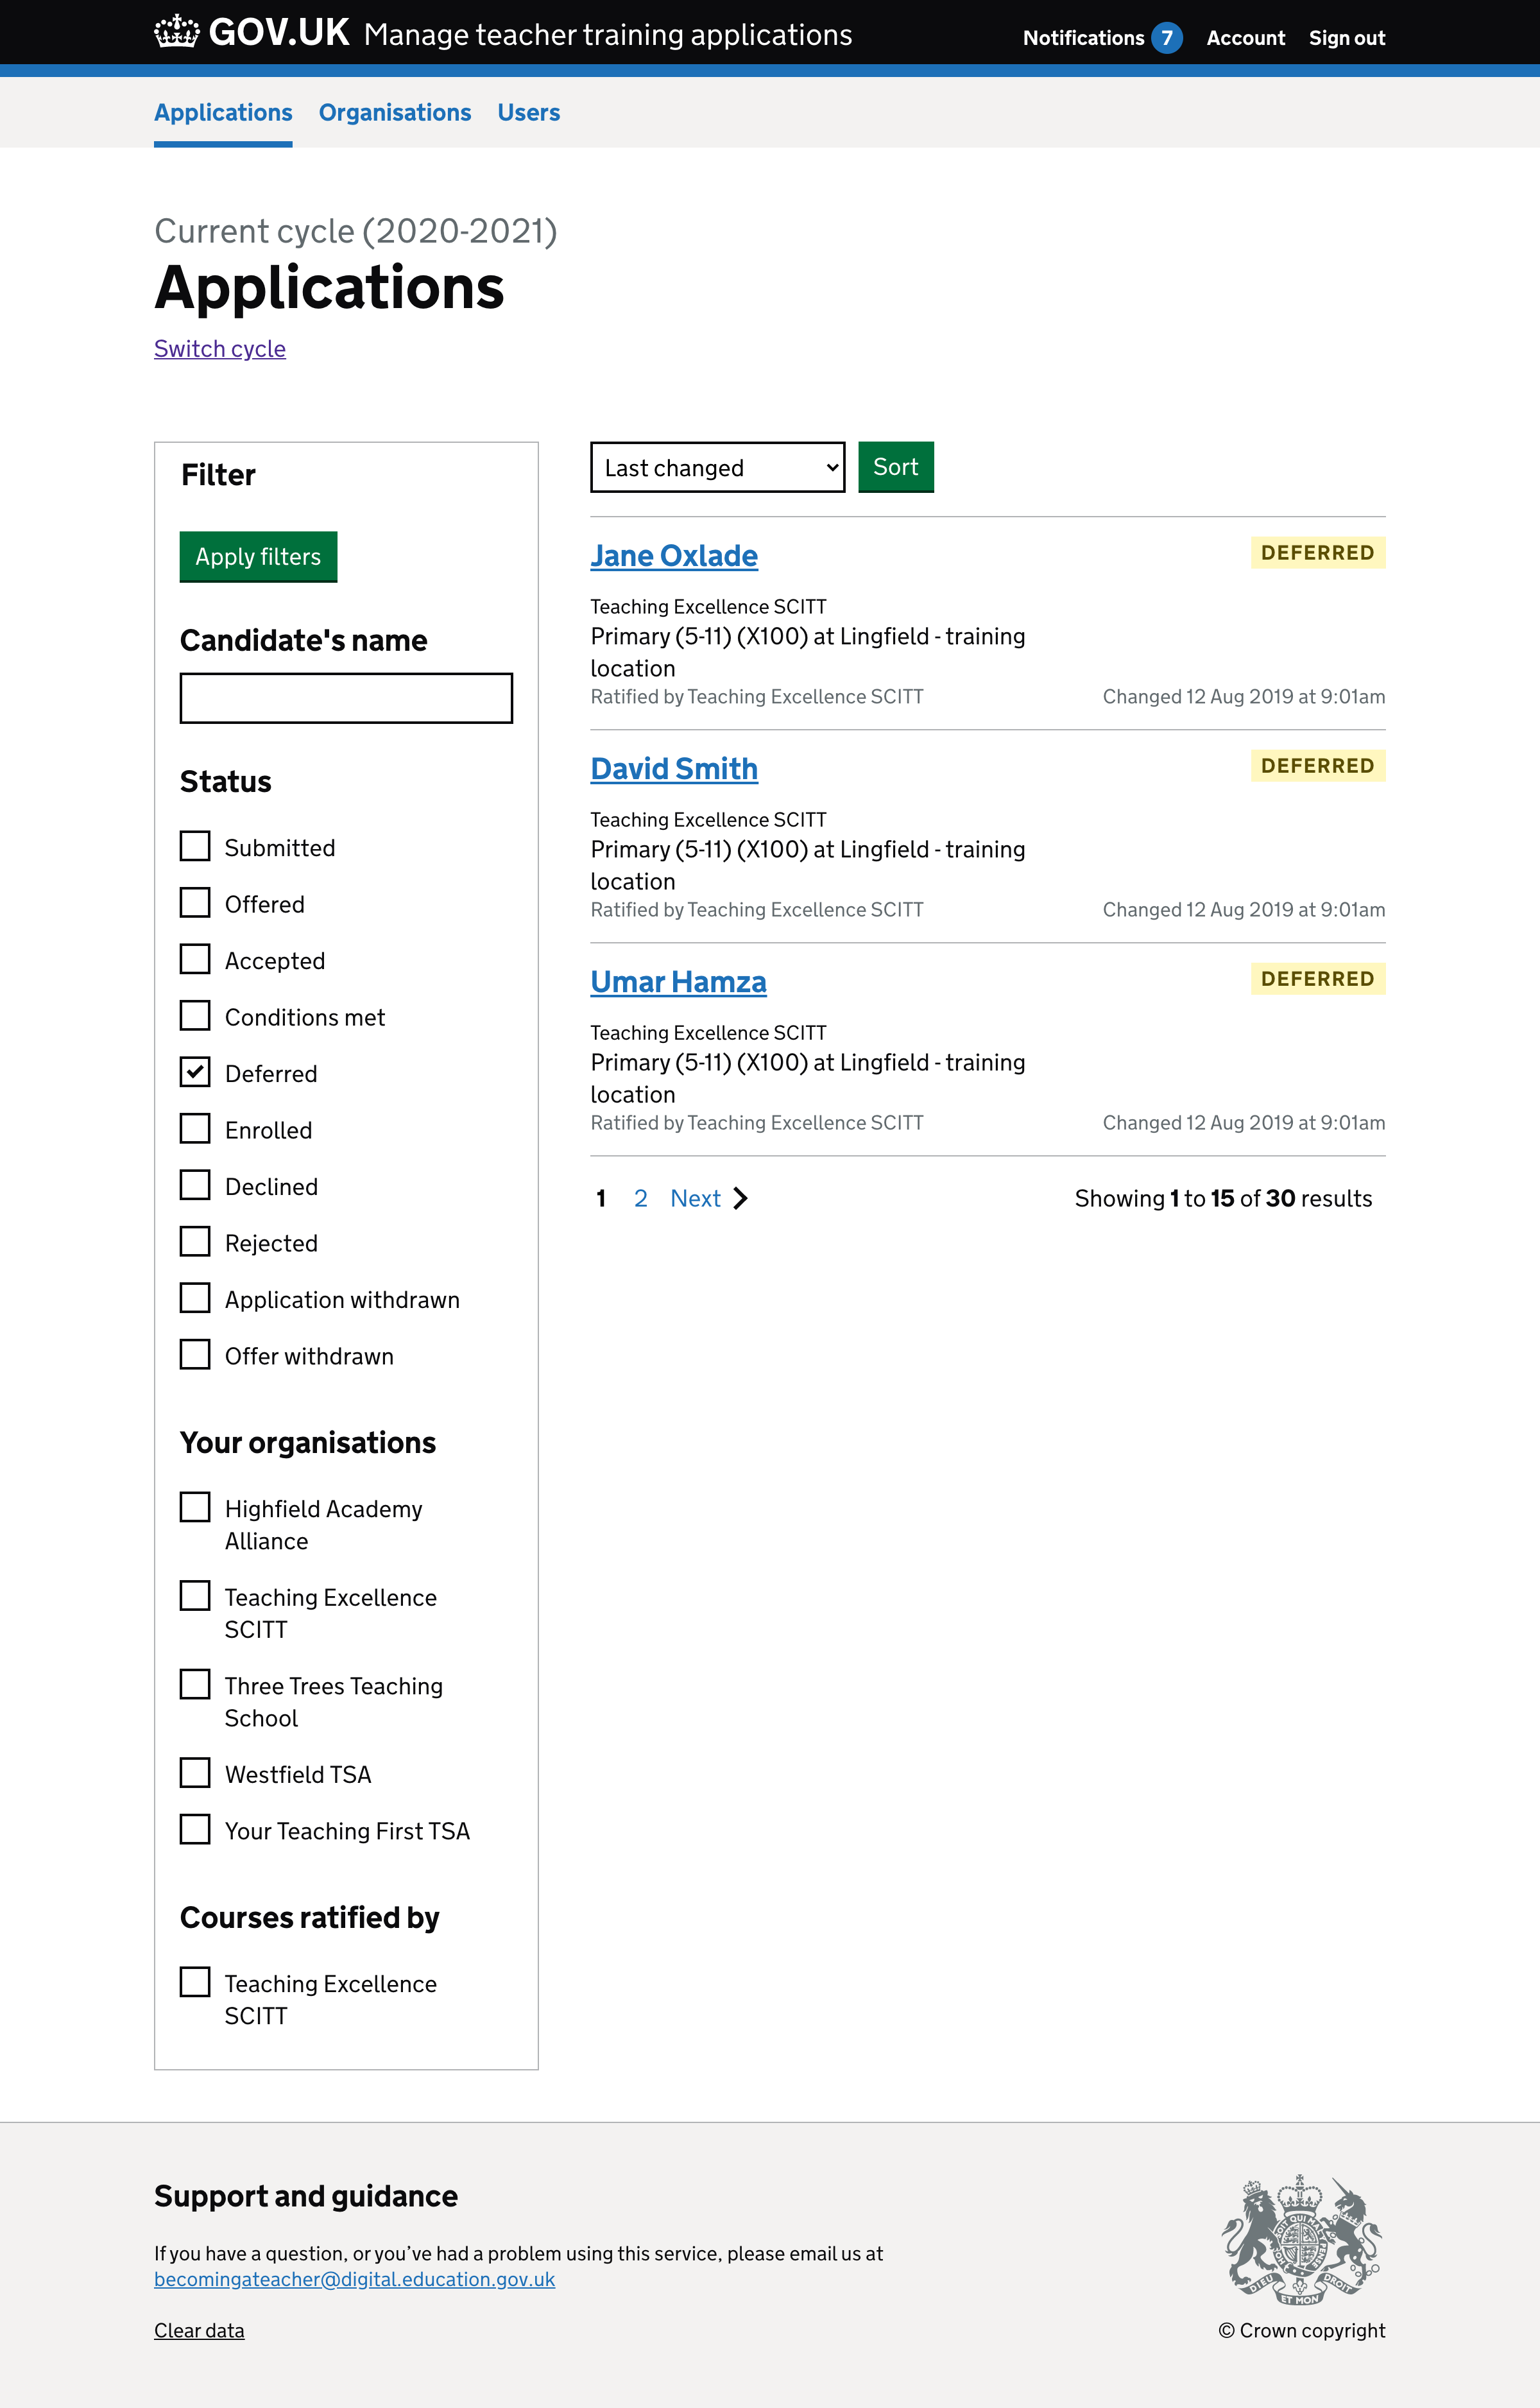 GOV.UK Manage teacher training applications
Notifications 7 Account Sign out
Applications Organisations Users
Current cycle (2020-2021)
Applications
Switch cycle
Filter
Apply filters
Candidate's name
Status
Submitted
Offered
Accepted
Conditions met
Deferred
Enrolled
Declined
Rejected
Application withdrawn
Offer withdrawn
Your organisations
Highfield Academy
Alliance
Teaching Excellence
SCITT
Three Trees Teaching
School
Westfield TSA
Your Teaching First TSA
Courses ratified by
Teaching Excellence
SCITT
Last changed
Sort
Jane Oxlade
DEFERRED
Teaching Excellence SCITT
Primary (5-11) (X100) at Lingfield - training
location
Ratified by Teaching Excellence SCITT
Changed 12 Aug 2019 at 9:01am
David Smith
DEFERRED
Teaching Excellence SCITT
Primary (5-11) (X100) at Lingfield - training
location
Ratified by Teaching Excellence SCITT
Changed 12 Aug 2019 at 9:01am
Umar Hamza
DEFERRED
Teaching Excellence SCITT
Primary (5-11) (X100) at Lingfield - training
location
Ratified by Teaching Excellence SCITT
Changed 12 Aug 2019 at 9:01am
1 2 Next
Showing 1 to 15 of 30 results
Support and guidance
If you have a question, or you’ve had a problem using this service, please email us at
becomingateacher@digital.education.gov.uk
Clear data
DIEU ET MON DROIT
© Crown copyright